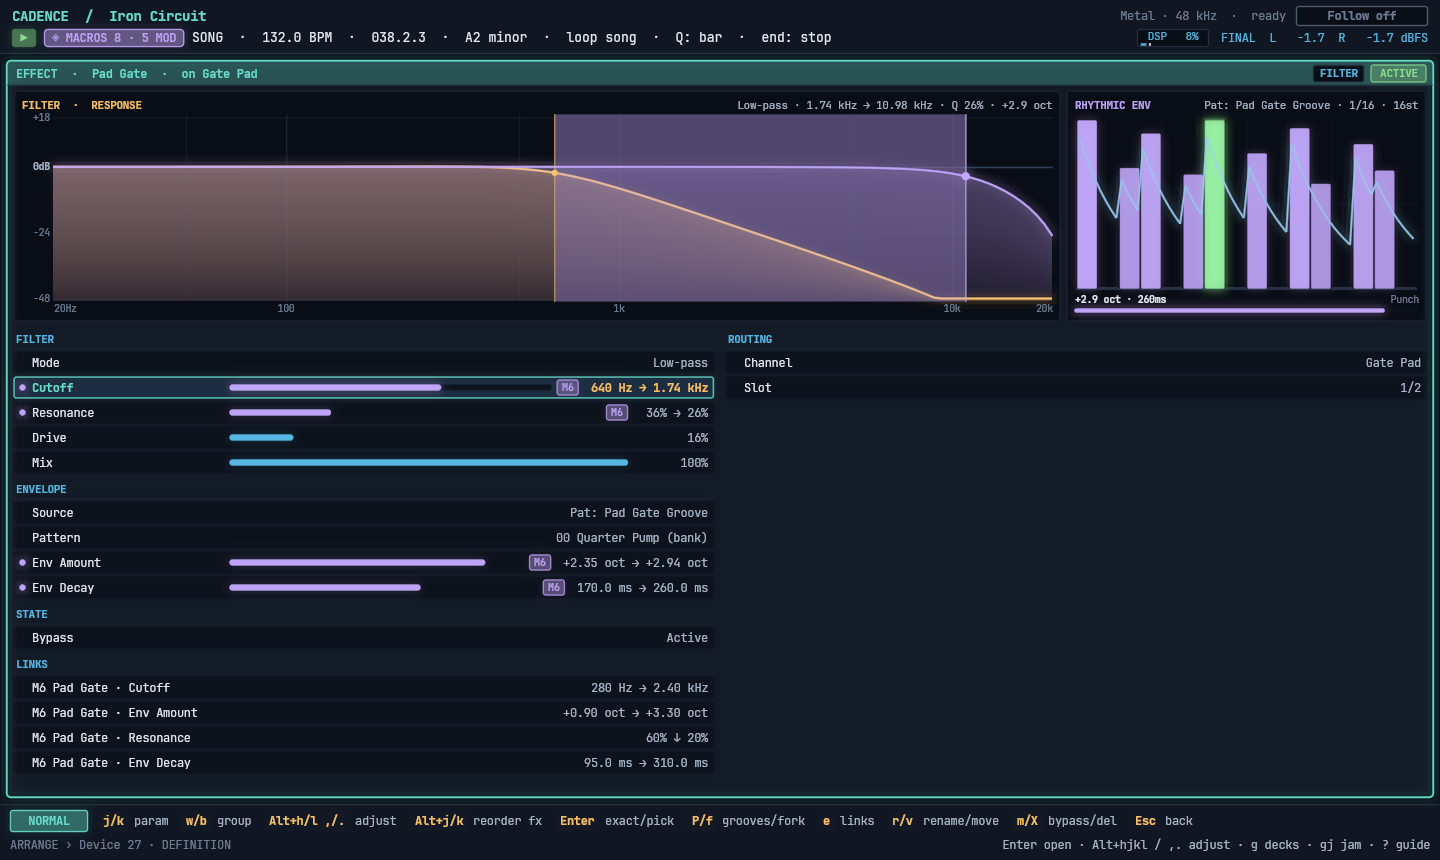 CADENCE / Iron Circuit
Metal · 48 kHz · ready Follow off
▶ ◈ MACROS 8 · 5 MOD SONG · 132.0 BPM · 038.2.3 · A2 minor · loop song · Q: bar · end: stop
DSP 8% FINAL L -1.7 R -1.7 dBFS
EFFECT · Pad Gate · on Gate Pad FILTER ACTIVE
FILTER · RESPONSE Low-pass · 1.74 kHz → 10.98 kHz · Q 26% · +2.9 oct
+18
0dB
-24
-48
20Hz 100 1k 10k 20k
RHYTHMIC ENV Pat: Pad Gate Groove · 1/16 · 16st
+2.9 oct · 260ms Punch
FILTER
Mode Low-pass
Cutoff M6 640 Hz → 1.74 kHz
Resonance M6 36% → 26%
Drive 16%
Mix 100%
ENVELOPE
Source Pat: Pad Gate Groove
Pattern 00 Quarter Pump (bank)
Env Amount M6 +2.35 oct → +2.94 oct
Env Decay M6 170.0 ms → 260.0 ms
STATE
Bypass Active
LINKS
M6 Pad Gate · Cutoff 280 Hz → 2.40 kHz
M6 Pad Gate · Env Amount +0.90 oct → +3.30 oct
M6 Pad Gate · Resonance 60% ↓ 20%
M6 Pad Gate · Env Decay 95.0 ms → 310.0 ms
ROUTING
Channel Gate Pad
Slot 1/2
NORMAL j/k param w/b group Alt+h/l ,/. adjust Alt+j/k reorder fx Enter exact/pick P/f grooves/fork e links r/v rename/move m/X bypass/del Esc back
ARRANGE › Device 27 · DEFINITION Enter open · Alt+hjkl / ,. adjust · g decks · gj jam · ? guide